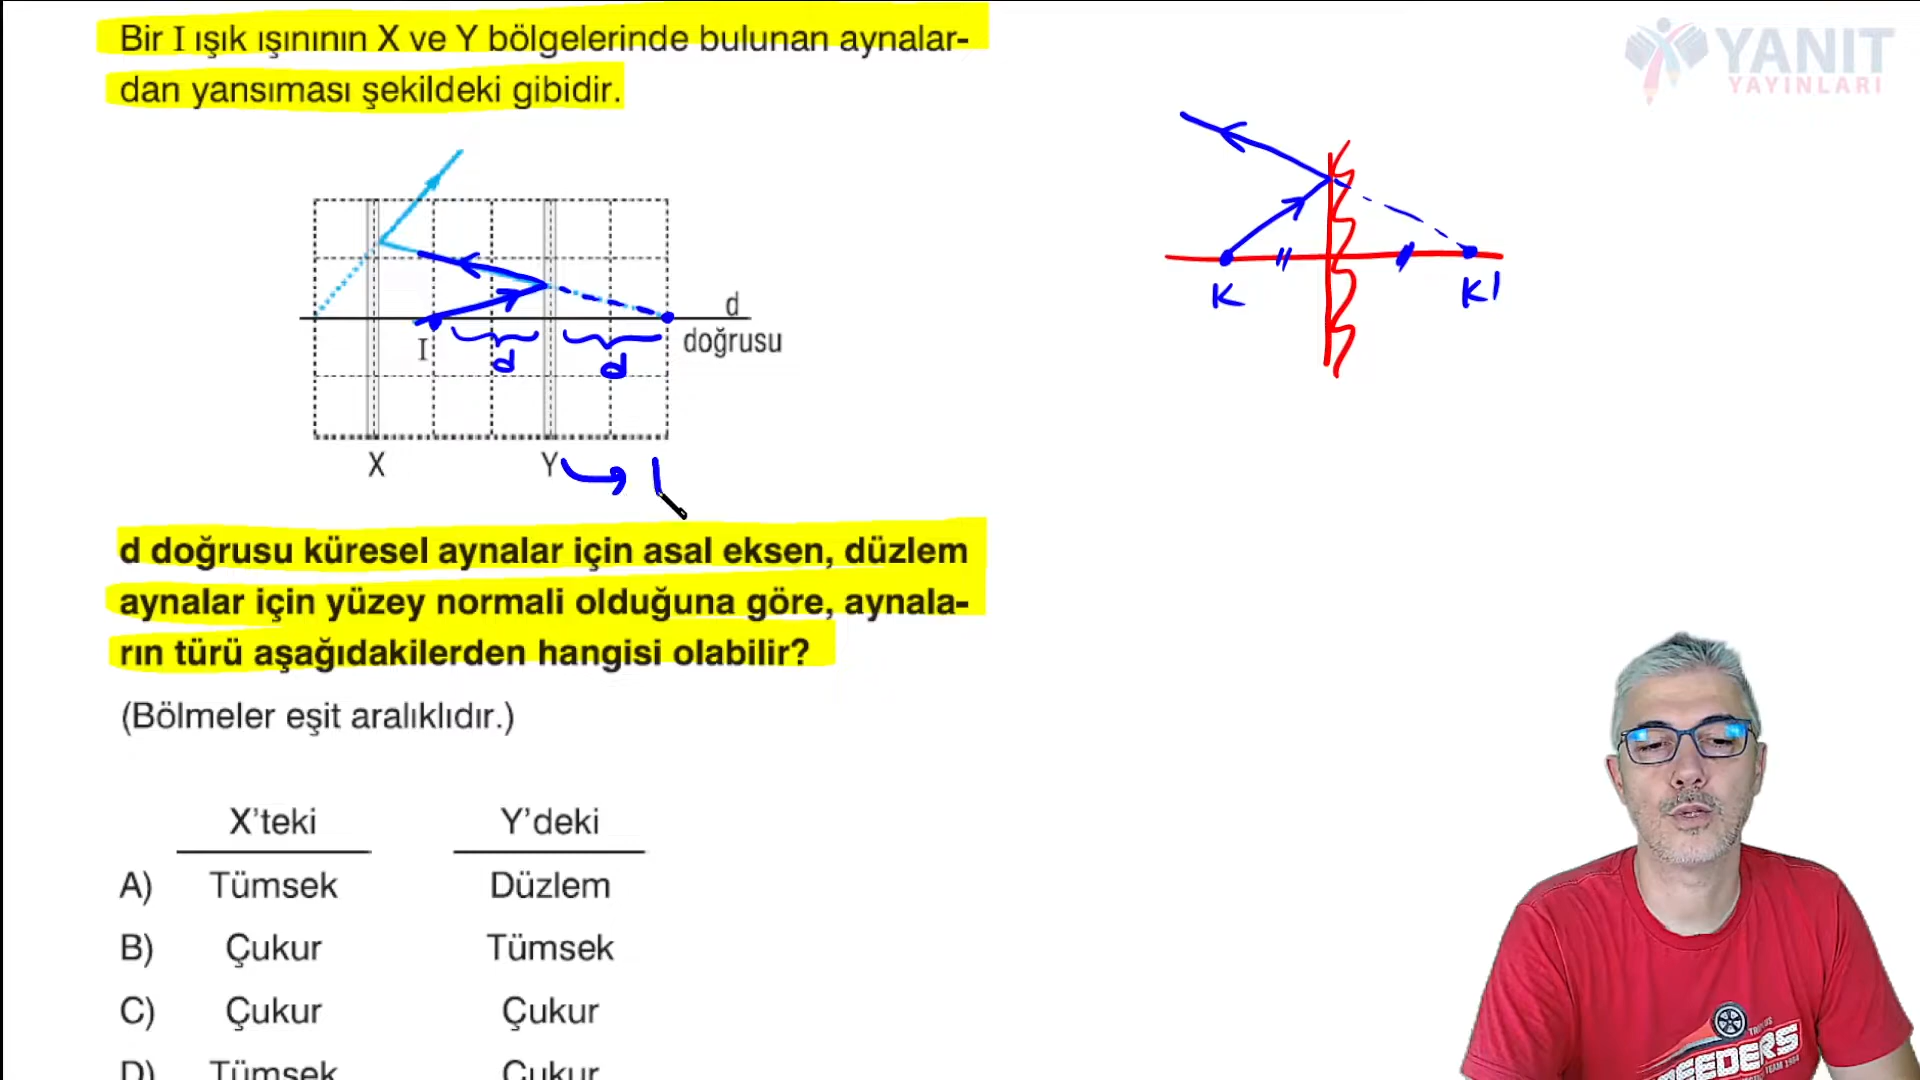 Bir I ışık ışınının X ve Y bölgelerinde bulunan aynalar-
dan yansıması şekildeki gibidir.
YANIT
YAYINLARI
d
doğrusu
I
d
d
X
Y
K
K'
d doğrusu küresel aynalar için asal eksen, düzlem
aynalar için yüzey normali olduğuna göre, aynala-
rın türü aşağıdakilerden hangisi olabilir?
(Bölmeler eşit aralıklıdır.)
X'teki Y'deki
A) Tümsek Düzlem
B) Çukur Tümsek
C) Çukur Çukur
D) Tümsek Çukur